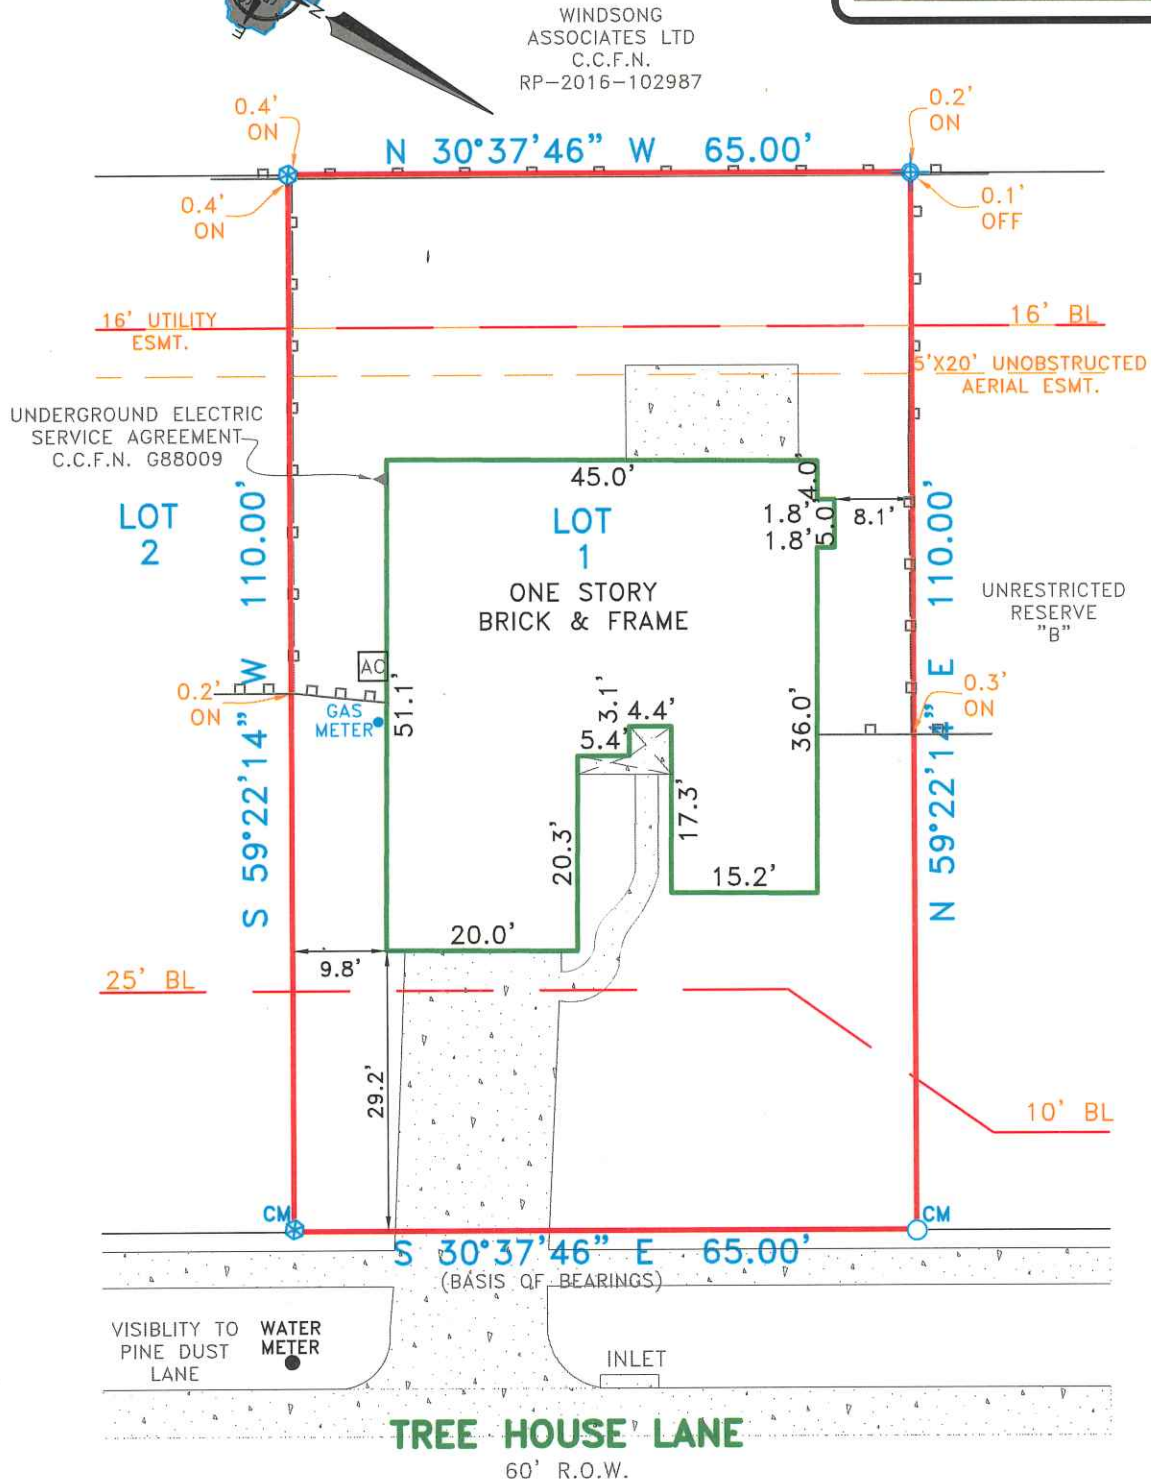 WINDSONG
ASSOCIATES LTD
C.C.F.N.
RP-2016-102987
E
N
0.4'
ON
0.2'
ON
N 30°37'46" W 65.00'
0.4'
ON
0.1'
OFF
16' UTILITY
ESMT.
16' BL
5'X20' UNOBSTRUCTED
AERIAL ESMT.
UNDERGROUND ELECTRIC
SERVICE AGREEMENT
C.C.F.N. G88009
45.0'
4.0'
1.8'
5.0'
1.8'
8.1'
LOT
2
LOT
1
ONE STORY
BRICK & FRAME
S 59°22'14" W 110.00'
N 59°22'14" E 110.00'
UNRESTRICTED
RESERVE
"B"
AC
0.2'
ON
GAS
METER
51.1'
3.1'
4.4'
5.4'
36.0'
0.3'
ON
17.3'
20.3'
15.2'
20.0'
9.8'
25' BL
29.2'
10' BL
CM
CM
S 30°37'46" E 65.00'
(BASIS OF BEARINGS)
VISIBLITY TO
PINE DUST
LANE
WATER
METER
INLET
TREE HOUSE LANE
60' R.O.W.